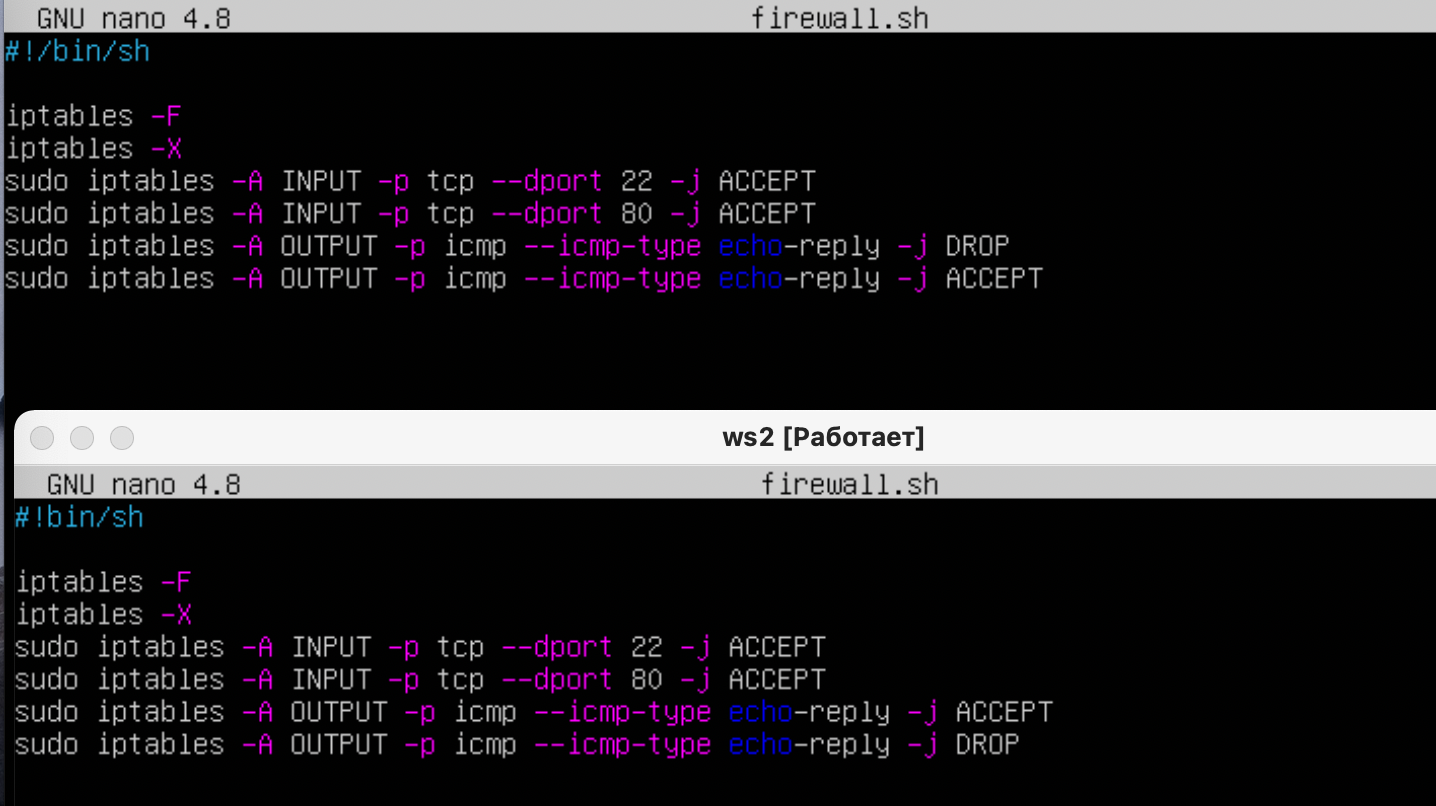 GNU nano 4.8 firewall.sh
#!/bin/sh
iptables -F
iptables -X
sudo iptables -A INPUT -p tcp --dport 22 -j ACCEPT
sudo iptables -A INPUT -p tcp --dport 80 -j ACCEPT
sudo iptables -A OUTPUT -p icmp --icmp-type echo-reply -j DROP
sudo iptables -A OUTPUT -p icmp --icmp-type echo-reply -j ACCEPT
ws2 [Работает]
GNU nano 4.8 firewall.sh
#!bin/sh
iptables -F
iptables -X
sudo iptables -A INPUT -p tcp --dport 22 -j ACCEPT
sudo iptables -A INPUT -p tcp --dport 80 -j ACCEPT
sudo iptables -A OUTPUT -p icmp --icmp-type echo-reply -j ACCEPT
sudo iptables -A OUTPUT -p icmp --icmp-type echo-reply -j DROP